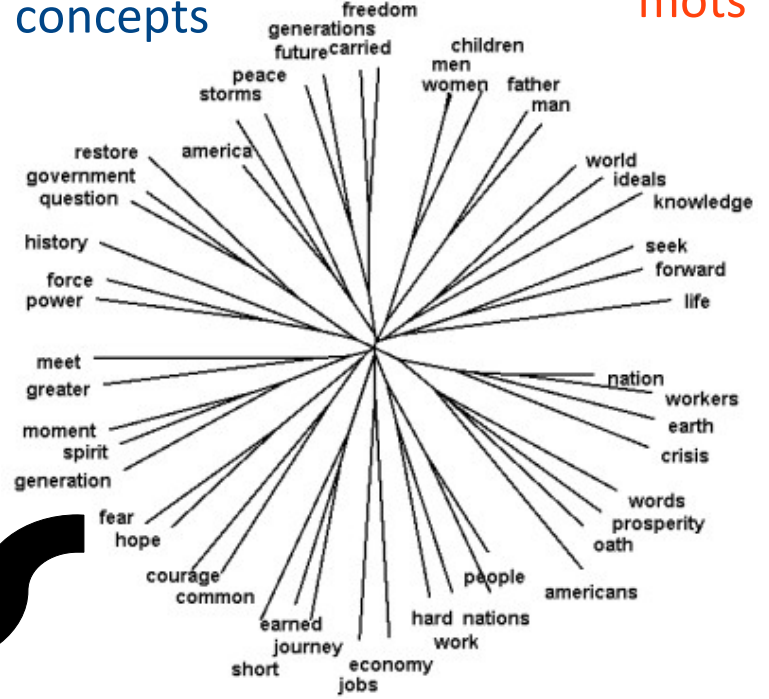 concepts
mots
freedom
generations
future carried
children
men
women father
man
peace
storms
america
restore
government
question
history
force
power
world
ideals
knowledge
seek
forward
life
meet
greater
moment
spirit
generation
nation
workers
earth
crisis
words
prosperity
oath
americans
fear
hope
courage
common
people
hard nations
work
earned
journey
short
economy
jobs